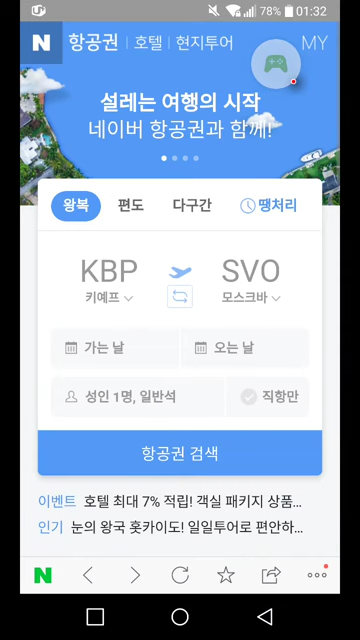 78% 01:32
N 항공권 | 호텔 | 현지투어 MY
설레는 여행의 시작
네이버 항공권과 함께!
왕복 편도 다구간 땡처리
KBP SVO
키예프 모스크바
가는 날 오는 날
성인 1명, 일반석 직항만
항공권 검색
이벤트 호텔 최대 7% 적립! 객실 패키지 상품...
인기 눈의 왕국 홋카이도! 일일투어로 편안하...
N